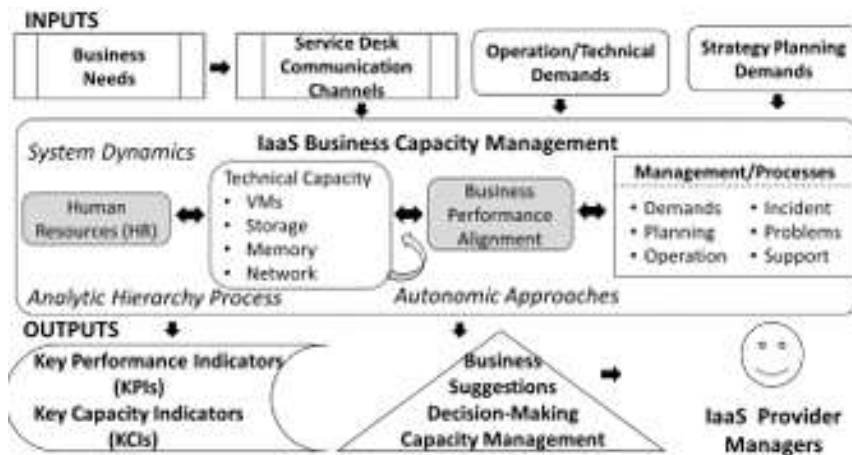 INPUTS
Business
Needs
Service Desk
Communication
Channels
Operation/Technical
Demands
Strategy Planning
Demands
IaaS Business Capacity Management
System Dynamics
Human
Resources (HR)
Technical Capacity
• VMs
• Storage
• Memory
• Network
Business
Performance
Alignment
Management/Processes
• Demands
• Planning
• Operation
• Incident
• Problems
• Support
Analytic Hierarchy Process
Autonomic Approaches
OUTPUTS
Key Performance Indicators
(KPIs)
Key Capacity Indicators
(KCIs)
Business
Suggestions
Decision-Making
Capacity Management
IaaS Provider
Managers